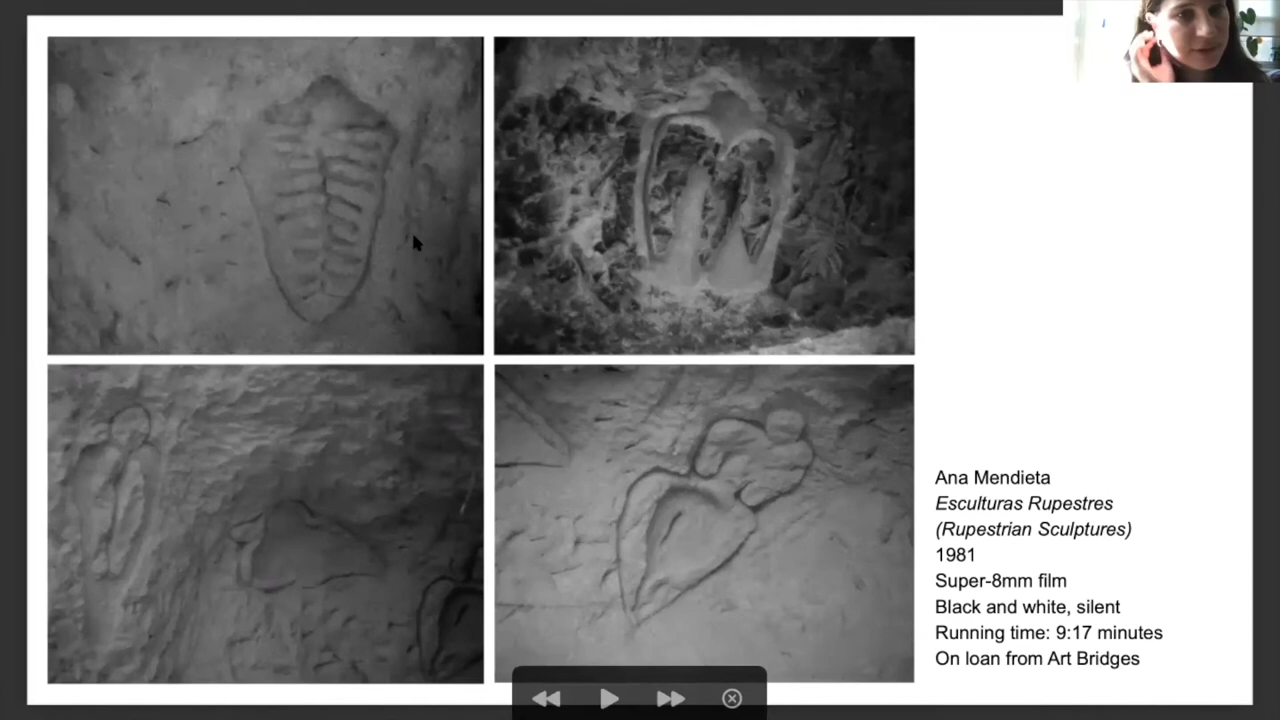 Ana Mendieta
Esculturas Rupestres
(Rupestrian Sculptures)
1981
Super-8mm film
Black and white, silent
Running time: 9:17 minutes
On loan from Art Bridges